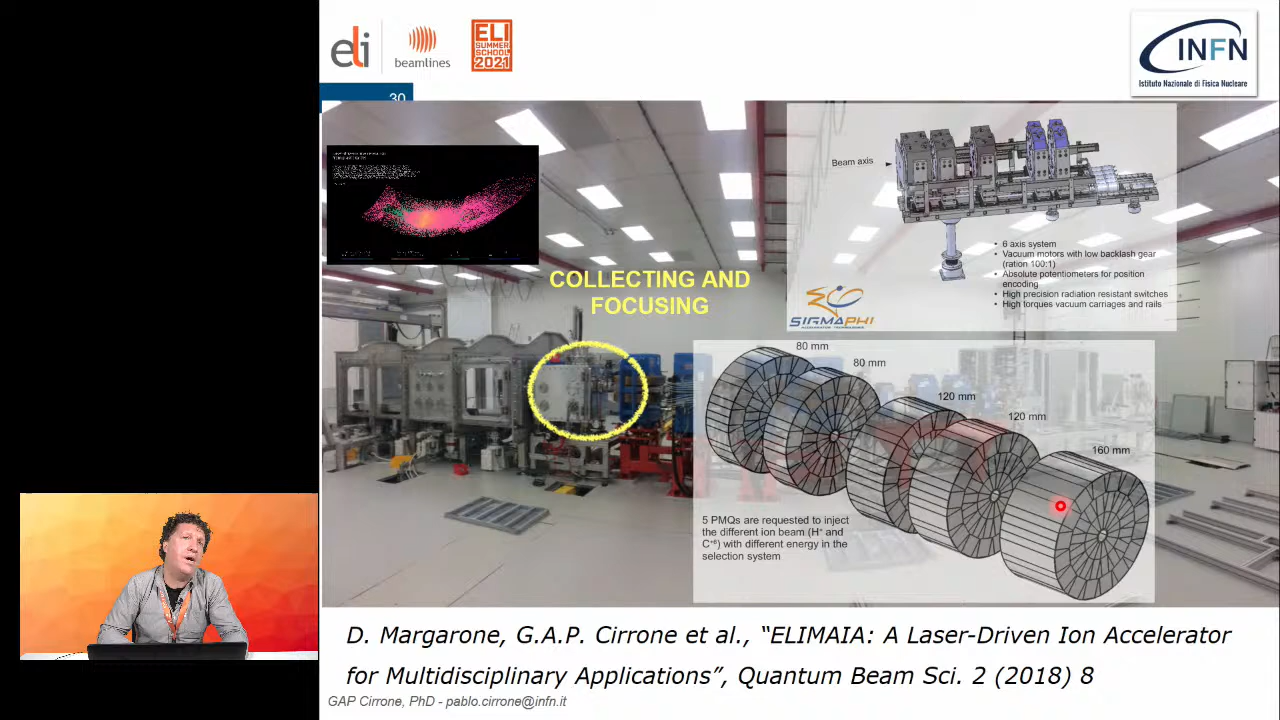 eli
beamtines
ELI
SUMMER
SCHOOL
2021
INFN
Istituto Nazionale di Fisica Nucleare
30
Beam axis
• 6 axis system
• Vacuum motors with low backlash gear
(ration 100:1)
• Absolute potentiometers for position
encoding
• High precision radiation resistant switches
• High torques vacuum carriages and rails
SIGMAPHI
ACCELERATOR TECHNOLOGIES
COLLECTING AND
FOCUSING
80 mm
80 mm
120 mm
120 mm
160 mm
5 PMQs are requested to inject
the different ion beam (H⁺ and
C⁺⁶) with different energy in the
selection system
D. Margarone, G.A.P. Cirrone et al., “ELIMAIA: A Laser-Driven Ion Accelerator
for Multidisciplinary Applications”, Quantum Beam Sci. 2 (2018) 8
GAP Cirrone, PhD - pablo.cirrone@infn.it